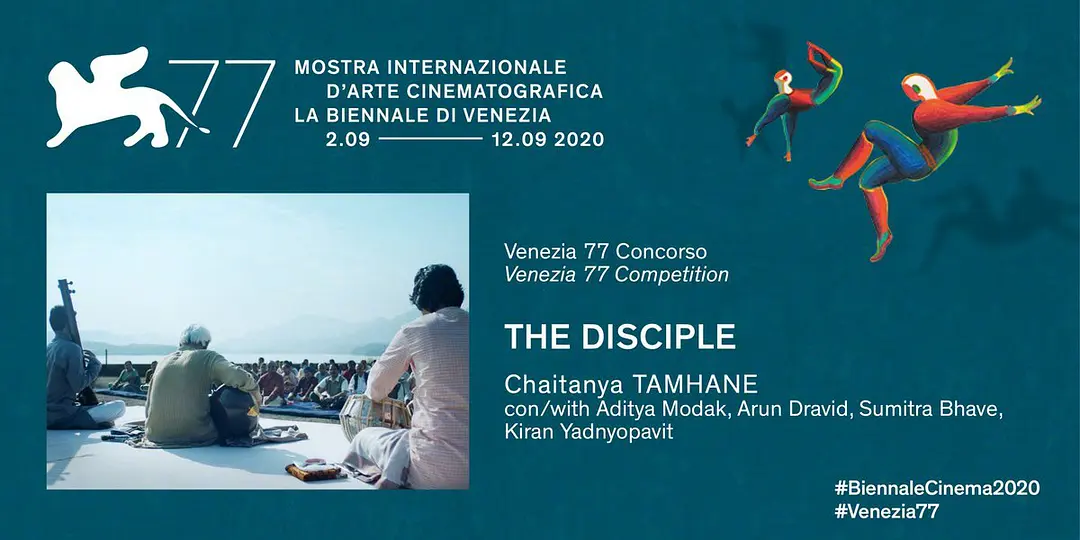 77
MOSTRA INTERNAZIONALE
D'ARTE CINEMATOGRAFICA
LA BIENNALE DI VENEZIA
2.09 — 12.09 2020
Venezia 77 Concorso
Venezia 77 Competition
THE DISCIPLE
Chaitanya TAMHANE
con/with Aditya Modak, Arun Dravid, Sumitra Bhave,
Kiran Yadnyopavit
#BiennaleCinema2020
#Venezia77